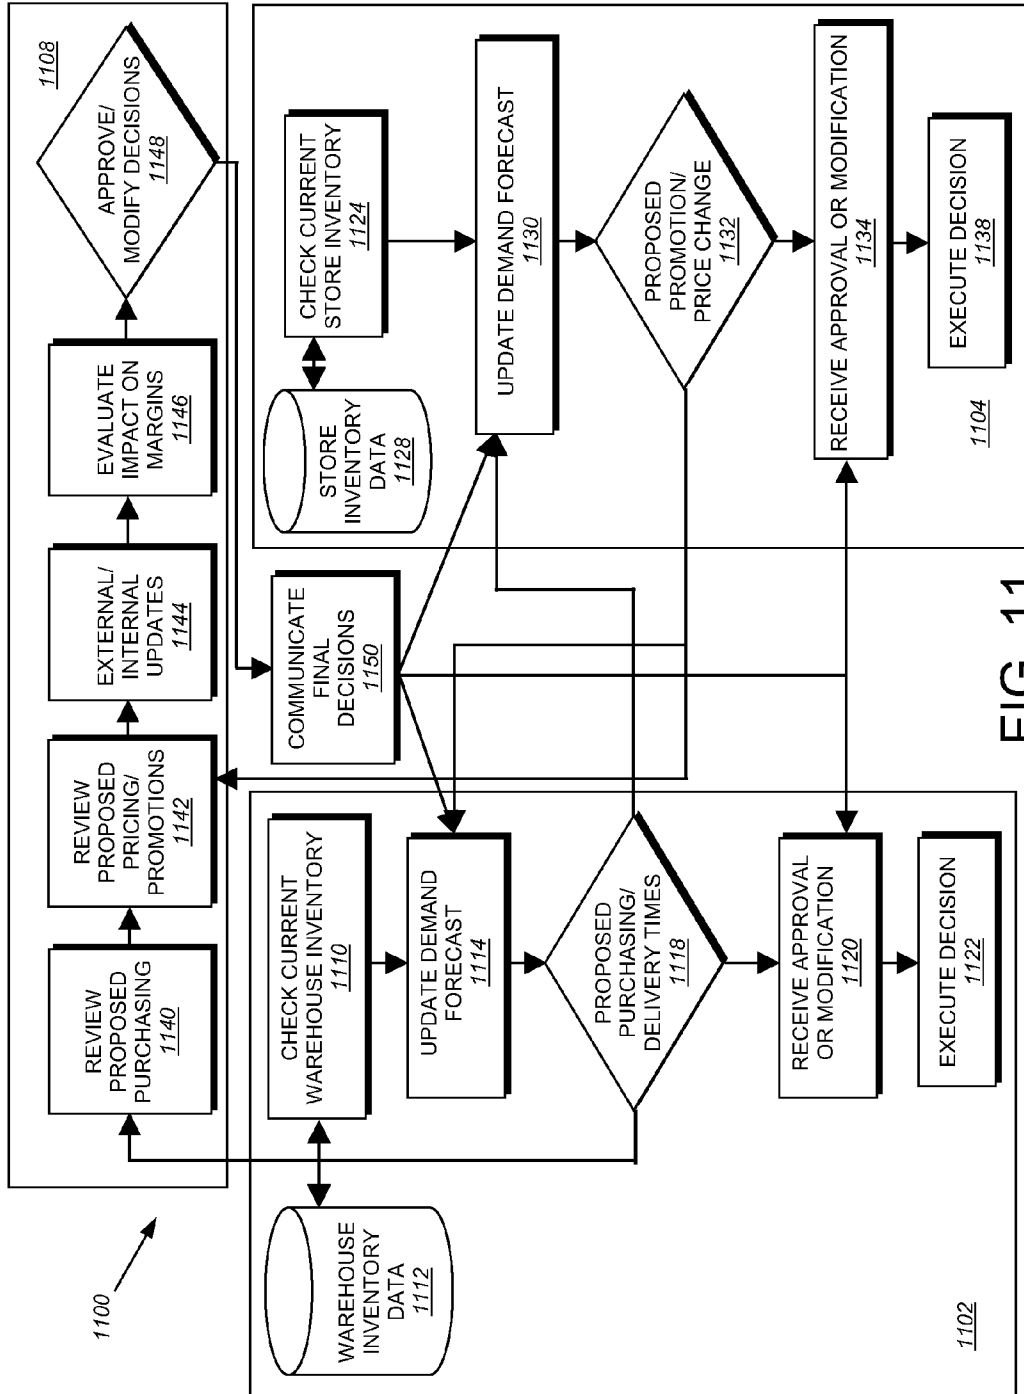 1100
REVIEW
PROPOSED
PURCHASING
1140
REVIEW
PROPOSED
PRICING/
PROMOTIONS
1142
EXTERNAL/
INTERNAL
UPDATES
1144
EVALUATE
IMPACT ON
MARGINS
1146
APPROVE/
MODIFY DECISIONS
1148
1108
COMMUNICATE
FINAL
DECISIONS
1150
WAREHOUSE
INVENTORY
DATA
1112
CHECK CURRENT
WAREHOUSE INVENTORY
1110
UPDATE DEMAND
FORECAST
1114
PROPOSED
PURCHASING/
DELIVERY TIMES
1118
RECEIVE APPROVAL
OR MODIFICATION
1120
EXECUTE DECISION
1122
1102
STORE
INVENTORY
DATA
1128
CHECK CURRENT
STORE INVENTORY
1124
UPDATE DEMAND FORECAST
1130
PROPOSED
PROMOTION/
PRICE CHANGE
1132
RECEIVE APPROVAL OR MODIFICATION
1134
EXECUTE DECISION
1138
1104
FIG. 11